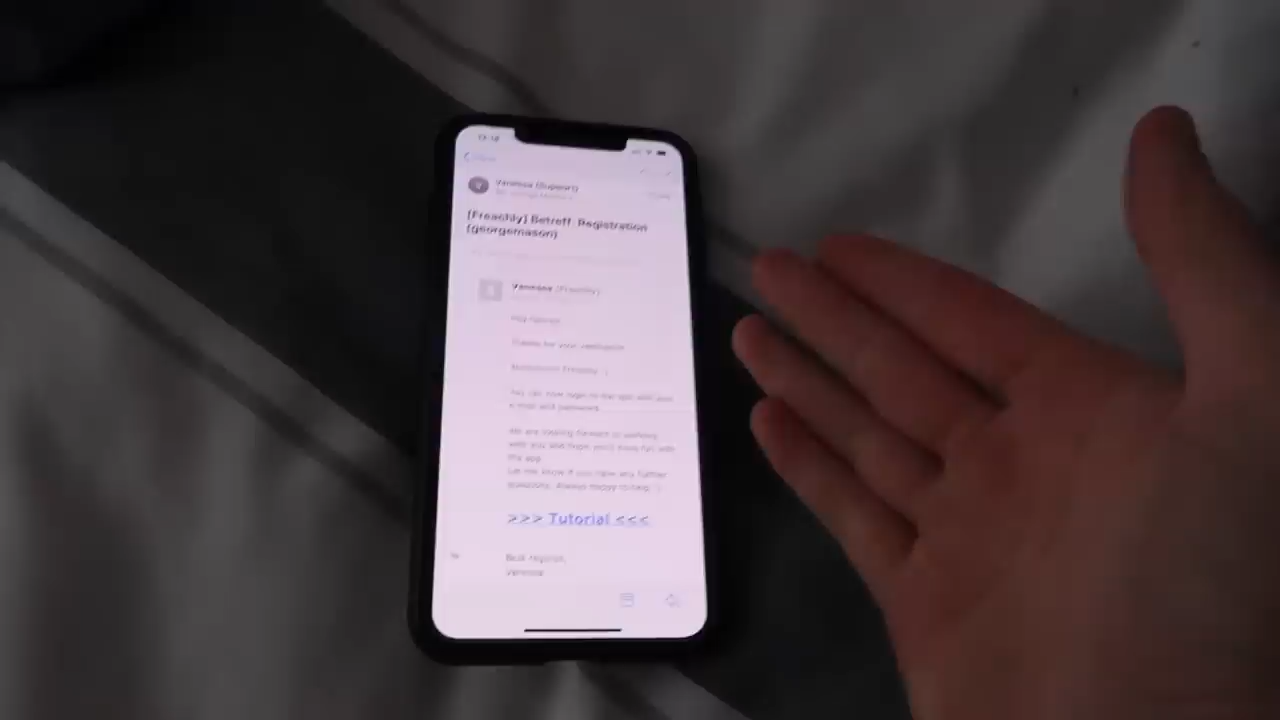 Vanessa (Support)
[Freachly] Betreff: Registration
(georgemason)
Vanessa (Freachly)
Thanks for your verification
Freachly :)
You can now login to the app with your
e-mail and password.
We are looking forward to working
with you and hope you'll have fun with
the app.
Let me know if you have any further
questions. Always happy to help :)
>>> Tutorial <<<
Best regards,
Vanessa